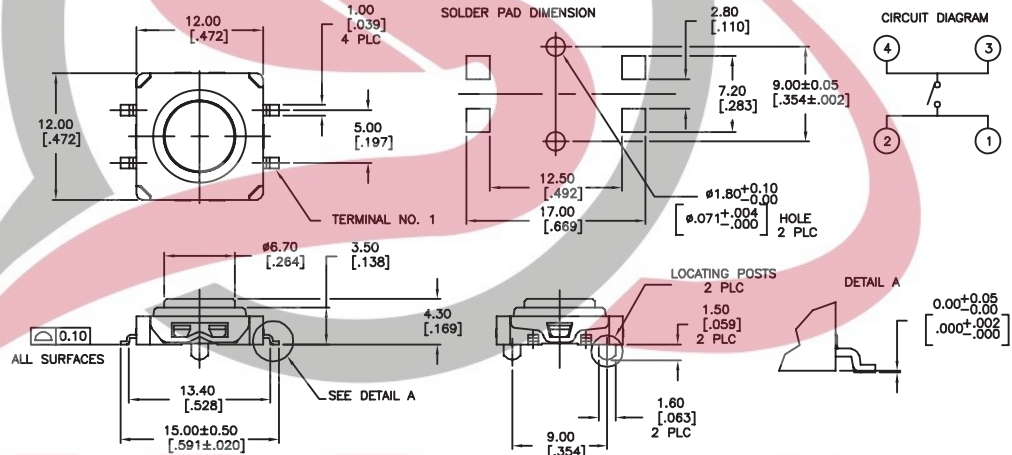 12.00
[.472]
1.00
[.039]
4 PLC
12.00
[.472]
5.00
[.197]
TERMINAL NO. 1
SOLDER PAD DIMENSION
2.80
[.110]
7.20
[.283]
9.00±0.05
[.354±.002]
12.50
[.492]
17.00
[.669]
ø1.80+0.10 -0.00
[ø.071+.004 -.000] HOLE
2 PLC
CIRCUIT DIAGRAM
4
3
2
1
ø6.70
[.264]
3.50
[.138]
4.30
[.169]
0.10
ALL SURFACES
13.40
[.528]
15.00±0.50
[.591±.020]
SEE DETAIL A
LOCATING POSTS
2 PLC
1.50
[.059]
2 PLC
1.60
[.063]
2 PLC
9.00
[.354]
DETAIL A
0.00+0.05 -0.00
[.000+.002 -.000]